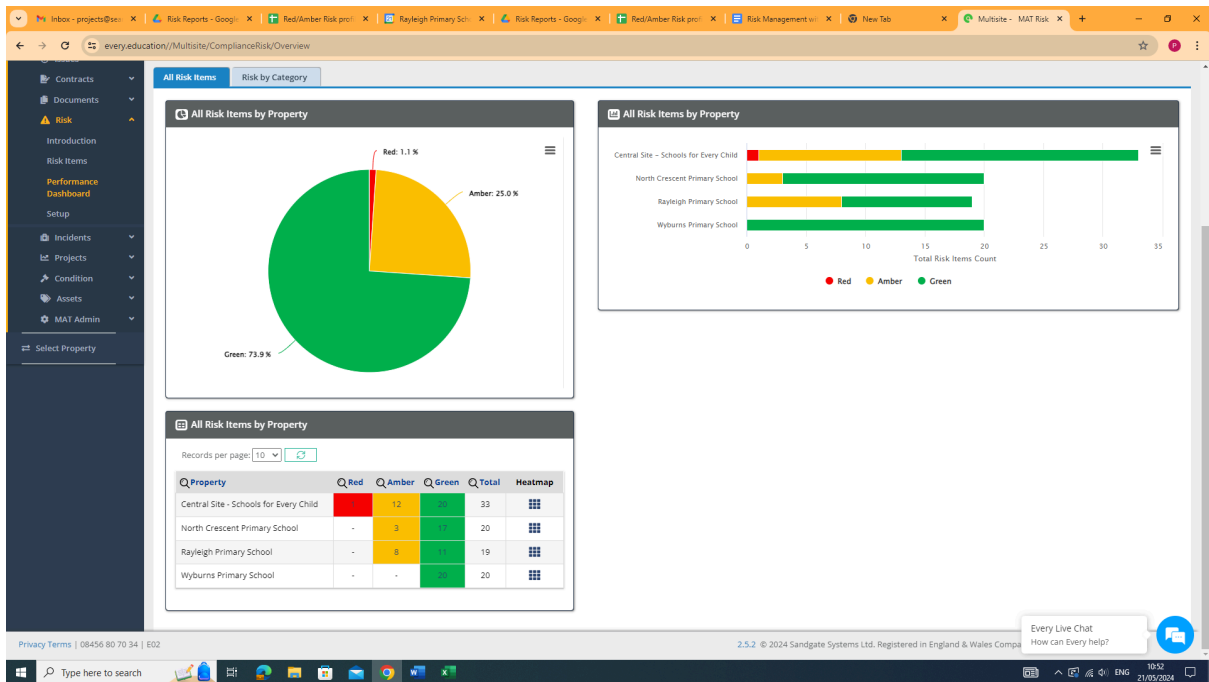 Inbox - projects@se
Risk Reports - Google
Red/Amber Risk prof
Rayleigh Primary Sch
Risk Reports - Google
Red/Amber Risk prof
Risk Management wi
New Tab
Multisite - MAT Risk
every.education//Multisite/ComplianceRisk/Overview
P
Issues
Contracts
Documents
Risk
Introduction
Risk Items
Performance
Dashboard
Setup
Incidents
Projects
Condition
Assets
MAT Admin
Select Property
All Risk Items
Risk by Category
All Risk Items by Property
Red: 1.1 %
Amber: 25.0 %
Green: 73.9 %
All Risk Items by Property
Central Site – Schools for Every Child
North Crescent Primary School
Rayleigh Primary School
Wyburns Primary School
0 5 10 15 20 25 30 35
Total Risk Items Count
Red Amber Green
All Risk Items by Property
Records per page: 10
Property Red Amber Green Total Heatmap
Central Site - Schools for Every Child 12 20 33
North Crescent Primary School - 3 17 20
Rayleigh Primary School - 8 11 19
Wyburns Primary School - - 20 20
Privacy Terms | 08456 80 70 34 | E02
2.5.2 © 2024 Sandgate Systems Ltd. Registered in England & Wales Compa
Every Live Chat
How can Every help?
Type here to search
ENG
10:52
21/05/2024